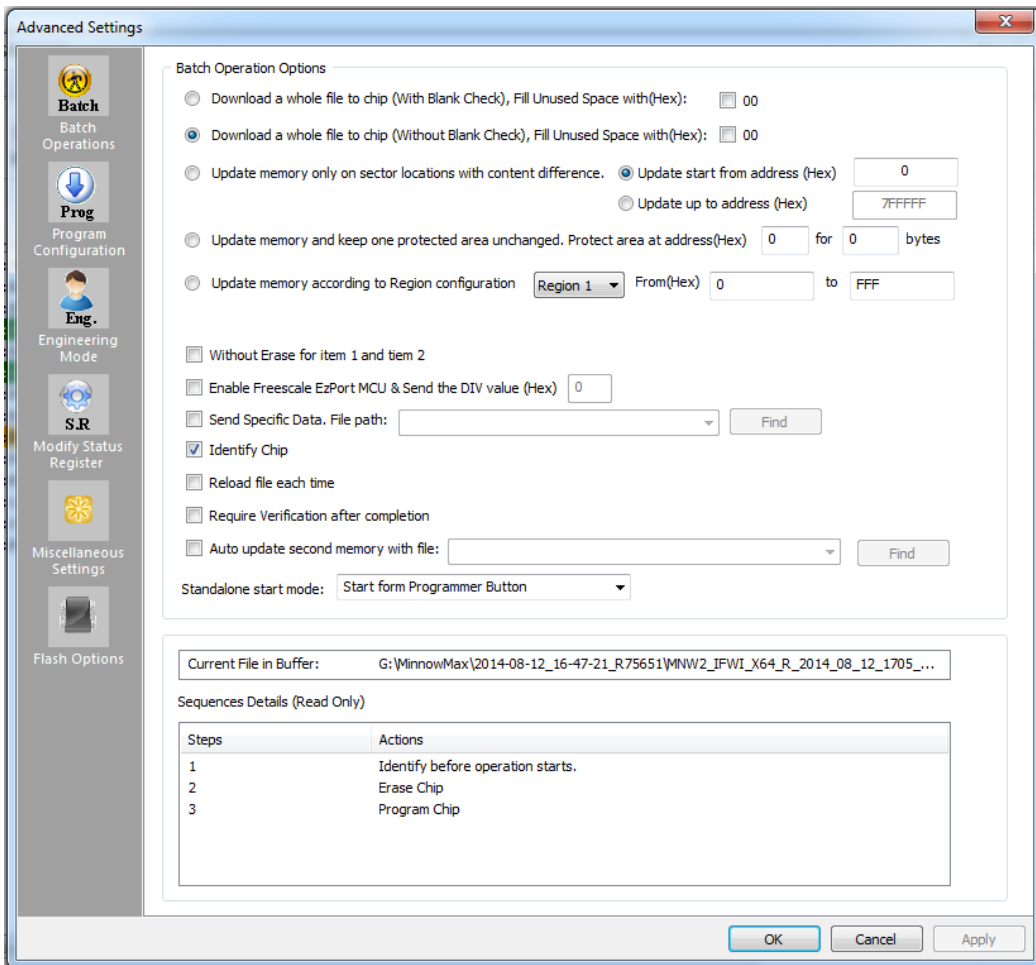 Advanced Settings
Batch
Batch
Operations
Prog
Program
Configuration
Eng.
Engineering
Mode
S.R
Modify Status
Register
Miscellaneous
Settings
Flash Options
Batch Operation Options
Download a whole file to chip (With Blank Check), Fill Unused Space with(Hex): 00
Download a whole file to chip (Without Blank Check), Fill Unused Space with(Hex): 00
Update memory only on sector locations with content difference. Update start from address (Hex) 0
Update up to address (Hex) 7FFFFF
Update memory and keep one protected area unchanged. Protect area at address(Hex) 0 for 0 bytes
Update memory according to Region configuration Region 1 From(Hex) 0 to FFF
Without Erase for item 1 and tiem 2
Enable Freescale EzPort MCU & Send the DIV value (Hex) 0
Send Specific Data. File path: Find
Identify Chip
Reload file each time
Require Verification after completion
Auto update second memory with file: Find
Standalone start mode: Start form Programmer Button
Current File in Buffer: G:\MinnowMax\2014-08-12_16-47-21_R75651\MNW2_IFWI_X64_R_2014_08_12_1705_...
Sequences Details (Read Only)
Steps Actions
1 Identify before operation starts.
2 Erase Chip
3 Program Chip
OK Cancel Apply